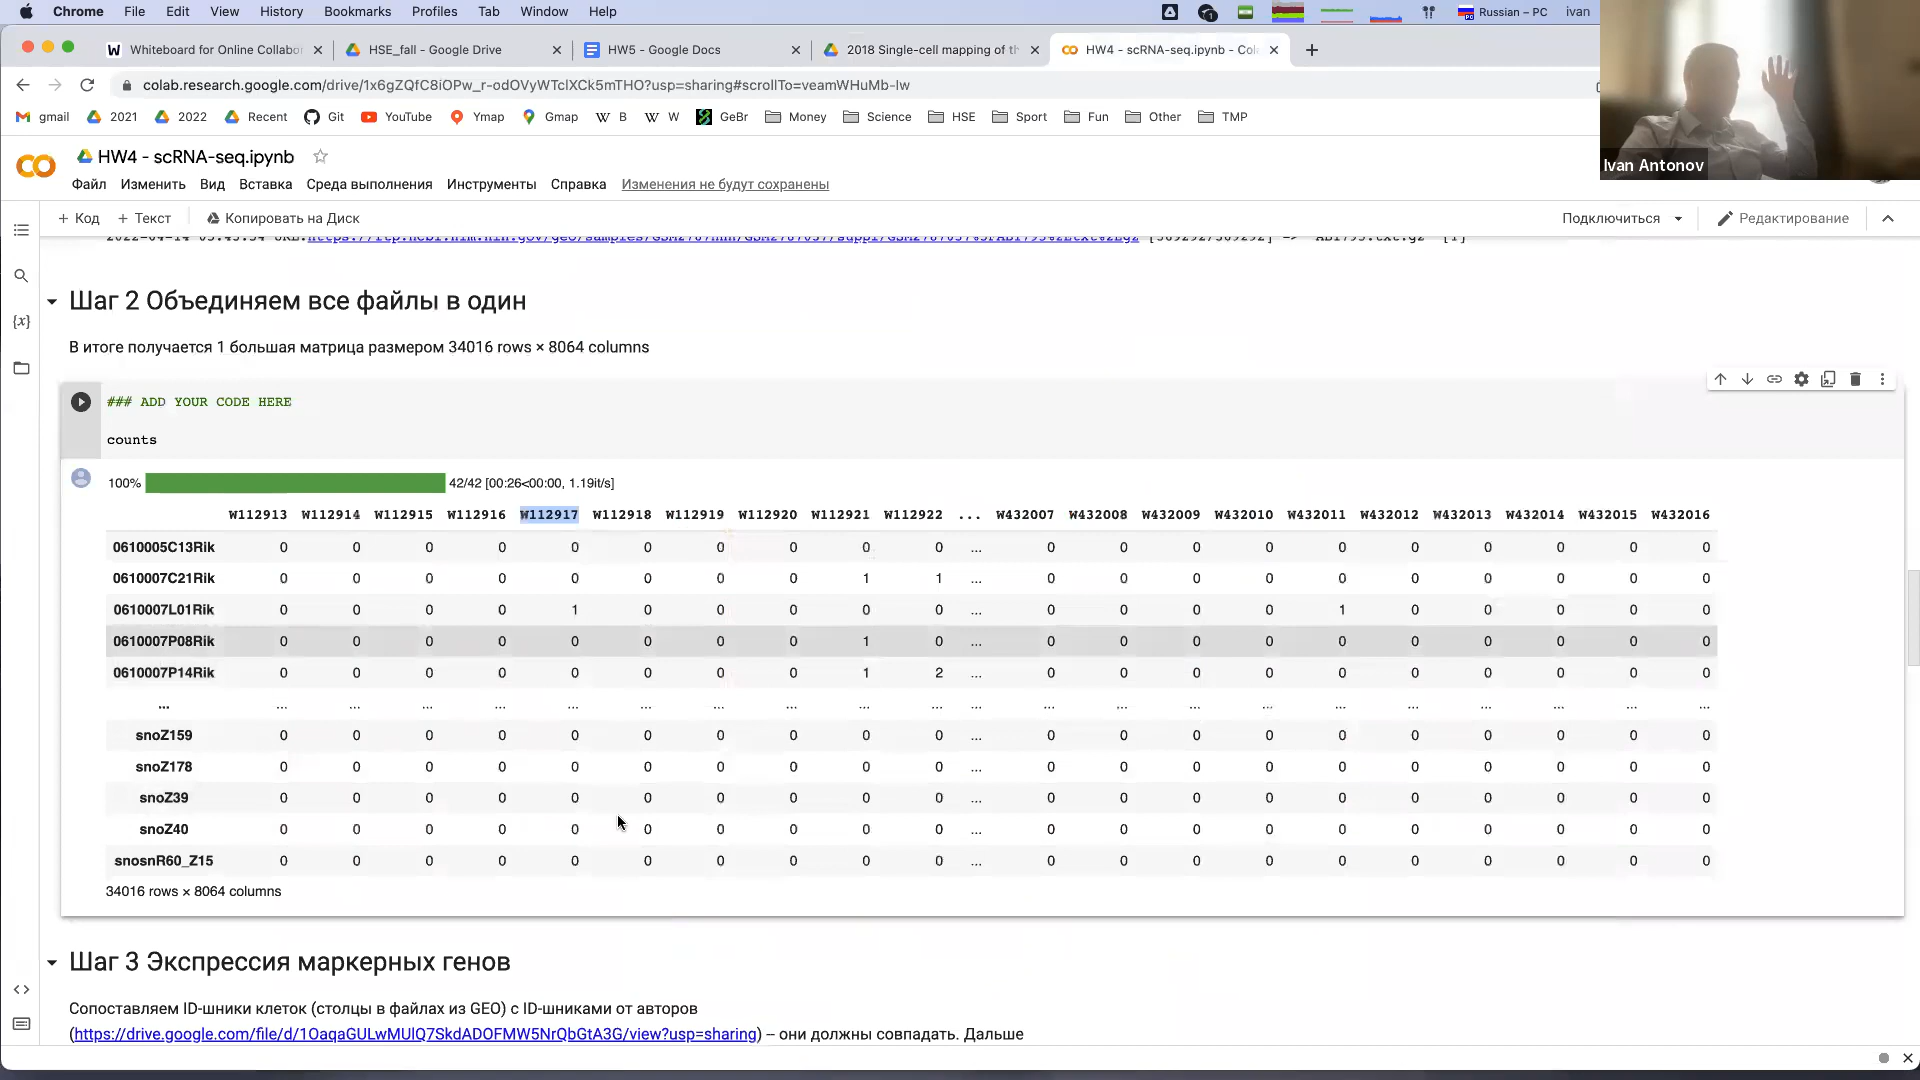 Chrome File Edit View History Bookmarks Profiles Tab Window Help Russian – PC ivan
Whiteboard for Online Collabo HSE_fall - Google Drive HW5 - Google Docs 2018 Single-cell mapping of th HW4 - scRNA-seq.ipynb - Col
colab.research.google.com/drive/1x6gZQfC8iOPw_r-odOVyWTclXCk5mTHO?usp=sharing#scrollTo=veamWHuMb-lw
gmail 2021 2022 Recent Git YouTube Ymap Gmap B W GeBr Money Science HSE Sport Fun Other TMP
Ivan Antonov
HW4 - scRNA-seq.ipynb
Файл Изменить Вид Вставка Среда выполнения Инструменты Справка Изменения не будут сохранены
+ Код + Текст Копировать на Диск Подключиться Редактирование
Шаг 2 Объединяем все файлы в один
В итоге получается 1 большая матрица размером 34016 rows × 8064 columns
### ADD YOUR CODE HERE
counts
100% 42/42 [00:26<00:00, 1.19it/s]
W112913 W112914 W112915 W112916 W112917 W112918 W112919 W112920 W112921 W112922 ... W432007 W432008 W432009 W432010 W432011 W432012 W432013 W432014 W432015 W432016
0610005C13Rik 0 0 0 0 0 0 0 0 0 0 ... 0 0 0 0 0 0 0 0 0 0
0610007C21Rik 0 0 0 0 0 0 0 0 1 1 ... 0 0 0 0 0 0 0 0 0 0
0610007L01Rik 0 0 0 0 1 0 0 0 0 0 ... 0 0 0 0 1 0 0 0 0 0
0610007P08Rik 0 0 0 0 0 0 0 0 1 0 ... 0 0 0 0 0 0 0 0 0 0
0610007P14Rik 0 0 0 0 0 0 0 0 1 2 ... 0 0 0 0 0 0 0 0 0 0
... ... ... ... ... ... ... ... ... ... ... ... ... ... ... ... ... ... ... ... ... ...
snoZ159 0 0 0 0 0 0 0 0 0 0 ... 0 0 0 0 0 0 0 0 0 0
snoZ178 0 0 0 0 0 0 0 0 0 0 ... 0 0 0 0 0 0 0 0 0 0
snoZ39 0 0 0 0 0 0 0 0 0 0 ... 0 0 0 0 0 0 0 0 0 0
snoZ40 0 0 0 0 0 0 0 0 0 0 ... 0 0 0 0 0 0 0 0 0 0
snosnR60_Z15 0 0 0 0 0 0 0 0 0 0 ... 0 0 0 0 0 0 0 0 0 0
34016 rows × 8064 columns
Шаг 3 Экспрессия маркерных генов
Сопоставляем ID-шники клеток (столцы в файлах из GEO) с ID-шниками от авторов
(https://drive.google.com/file/d/1OaqaGULwMUlQ7SkdADOFMW5NrQbGtA3G/view?usp=sharing) – они должны совпадать. Дальше